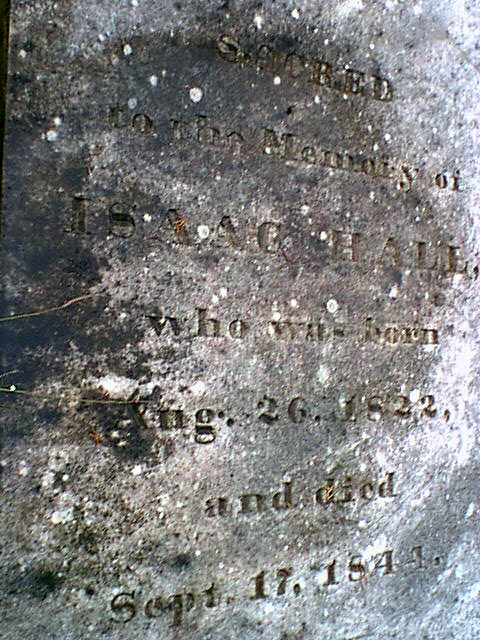 SACRED
to the Memory of
ISAAC HALL,
who was born
Aug. 26, 1822,
and died
Sept. 17, 1844.